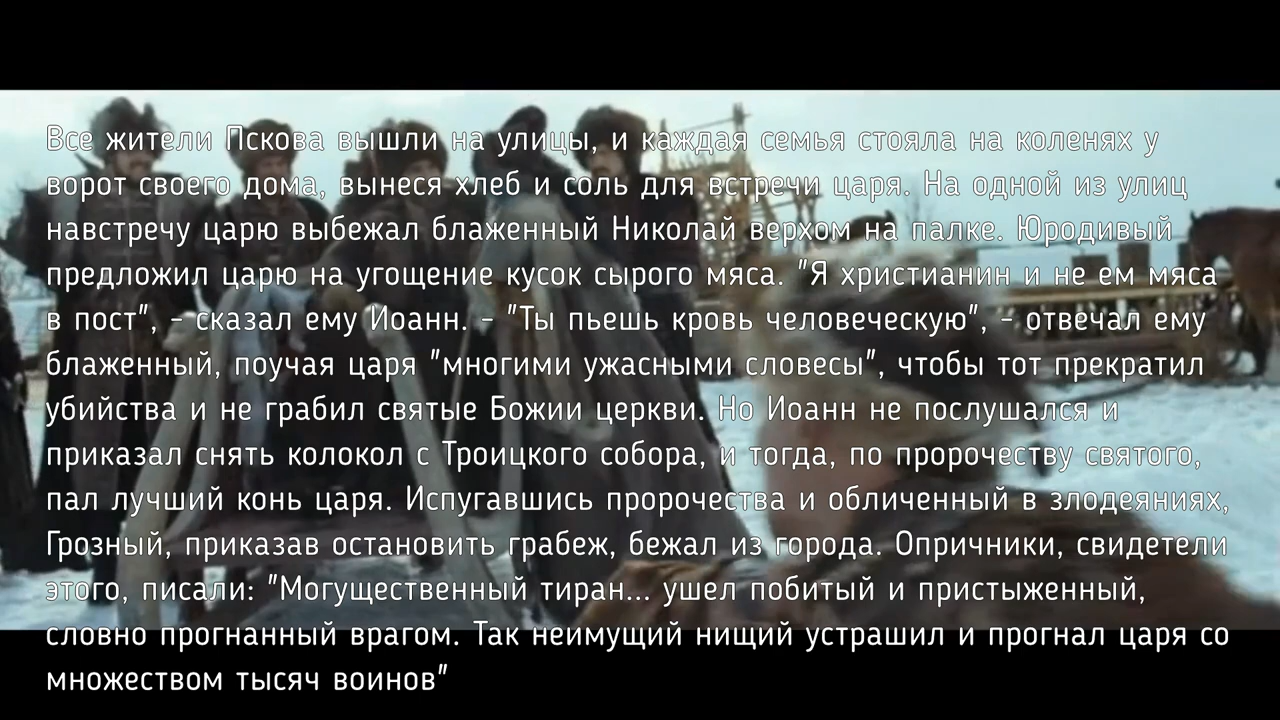 Все жители Пскова вышли на улицы, и каждая семья стояла на коленях у
ворот своего дома, вынеся хлеб и соль для встречи царя. На одной из улиц
навстречу царю выбежал блаженный Николай верхом на палке. Юродивый
предложил царю на угощение кусок сырого мяса. "Я христианин и не ем мяса
в пост", - сказал ему Иоанн. - "Ты пьешь кровь человеческую", - отвечал ему
блаженный, поучая царя "многими ужасными словесы", чтобы тот прекратил
убийства и не грабил святые Божии церкви. Но Иоанн не послушался и
приказал снять колокол с Троицкого собора, и тогда, по пророчеству святого,
пал лучший конь царя. Испугавшись пророчества и обличенный в злодеяниях,
Грозный, приказав остановить грабеж, бежал из города. Опричники, свидетели
этого, писали: "Могущественный тиран... ушел побитый и пристыженный,
словно прогнанный врагом. Так неимущий нищий устрашил и прогнал царя со
множеством тысяч воинов"